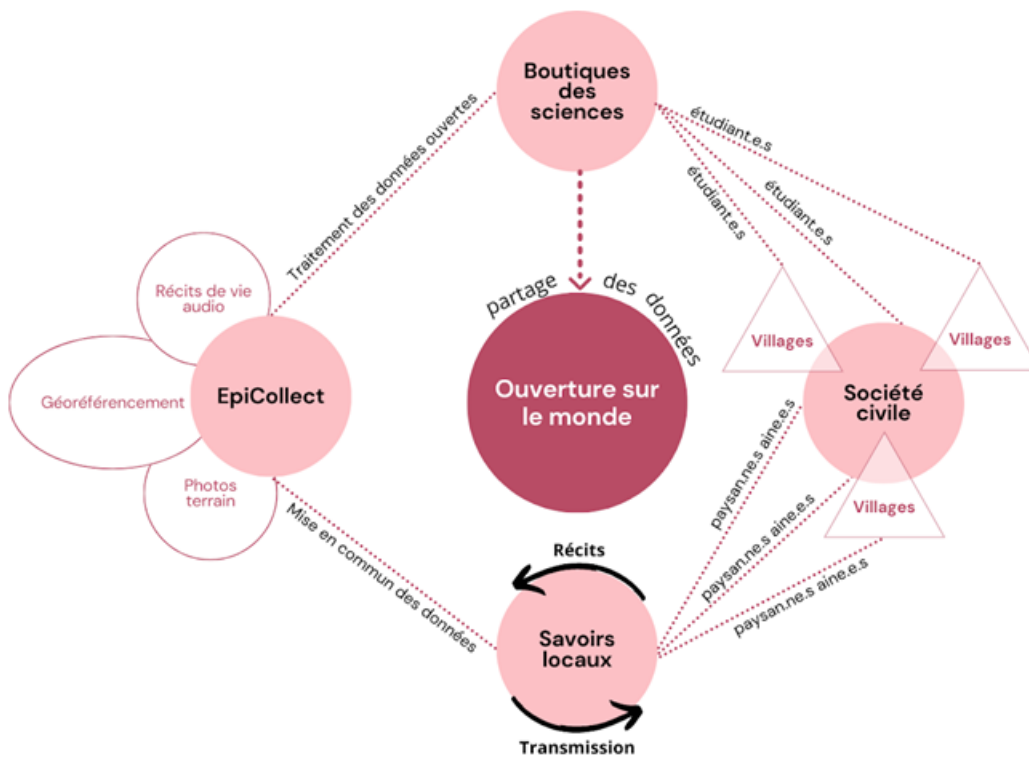 Boutiques
des
sciences
Traitement des données ouvertes
étudiant.e.s
étudiant.e.s
étudiant.e.s
partage des données
Récits de vie
audio
Géoréférencement
Photos
terrain
EpiCollect
Ouverture sur
le monde
Villages
Villages
Société
civile
Villages
Mise en commun des données
paysan.ne.s aine.e.s
paysan.ne.s aine.e.s
paysan.ne.s aine.e.s
Récits
Savoirs
locaux
Transmission